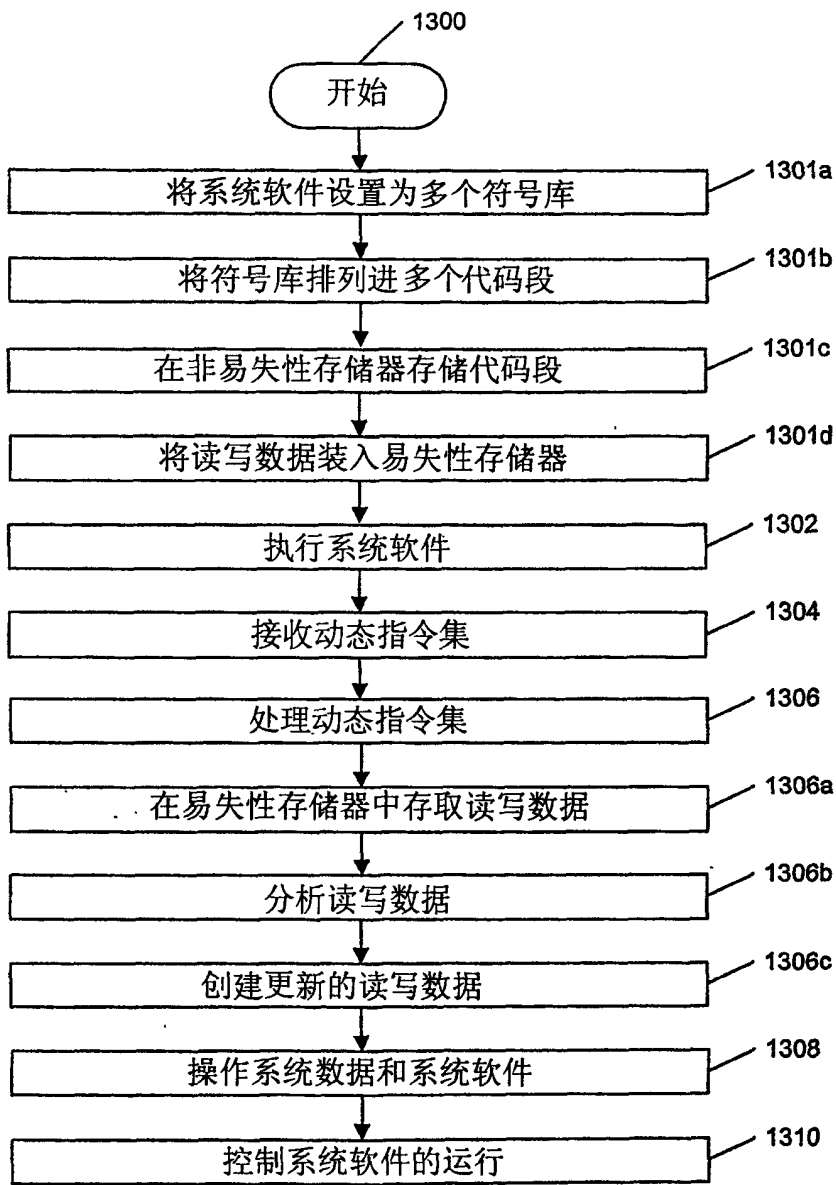 1300
开始
1301a
将系统软件设置为多个符号库
1301b
将符号库排列进多个代码段
1301c
在非易失性存储器存储代码段
1301d
将读写数据装入易失性存储器
1302
执行系统软件
1304
接收动态指令集
1306
处理动态指令集
1306a
在易失性存储器中存取读写数据
1306b
分析读写数据
1306c
创建更新的读写数据
1308
操作系统数据和系统软件
1310
控制系统软件的运行